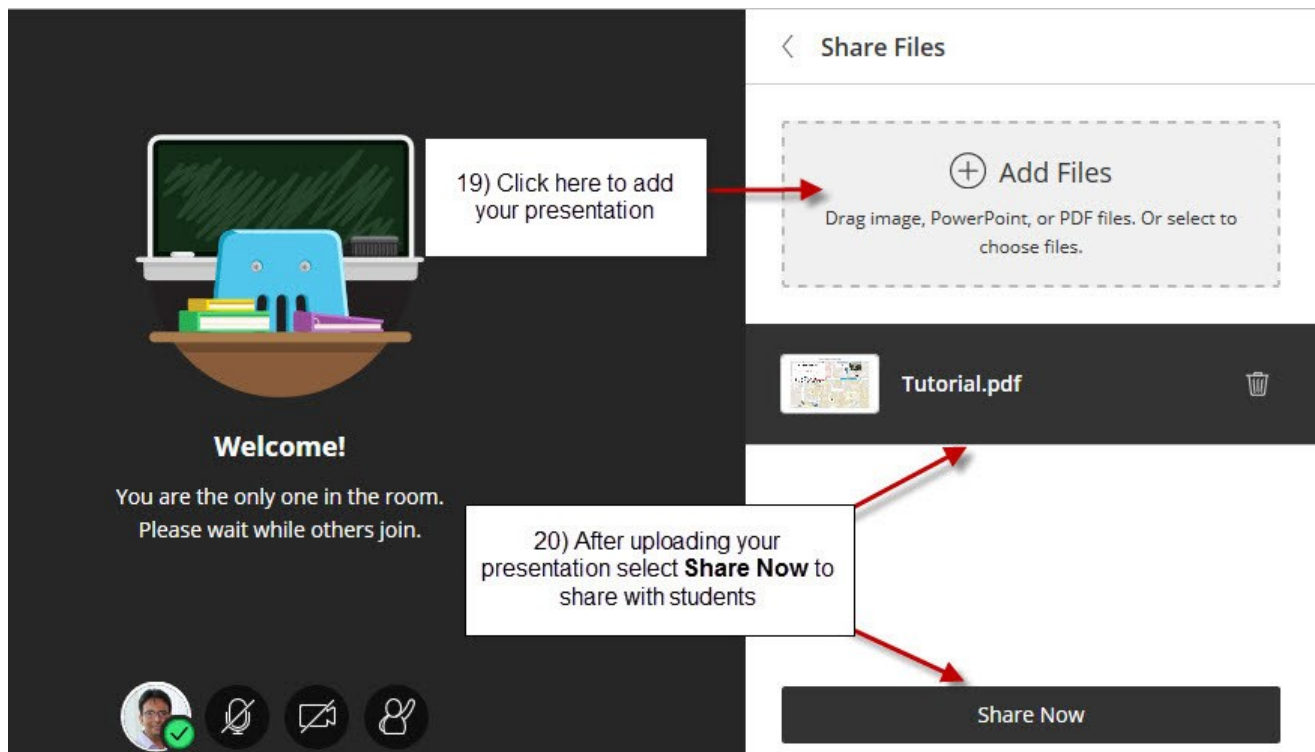 Share Files
19) Click here to add
your presentation
Add Files
Drag image, PowerPoint, or PDF files. Or select to
choose files.
Tutorial.pdf
Welcome!
You are the only one in the room.
Please wait while others join.
20) After uploading your
presentation select Share Now to
share with students
Share Now